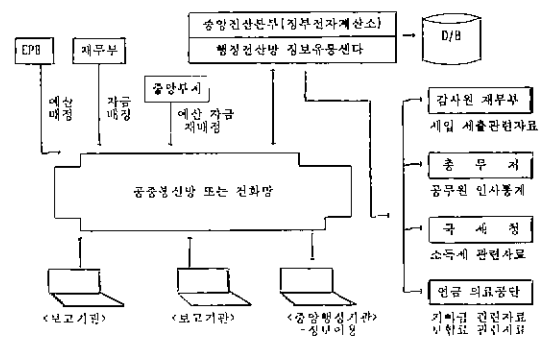 중앙전산본부(정부전자계산소)
행정전산망 정보유통센타
D/B
EPB
재무부
중앙부처
예산
배정
자금
배정
예산 자금
재배정
감사원 재무부
세입 세출관련자료
총 무 처
공무원 인사통계
국 세 청
소득세 관련자료
연금 의료공단
관련자료
보험료 관련자료
공중통신망 또는 전화망
<보고기관>
<보고기관>
<중앙행정기관>
-정보이용